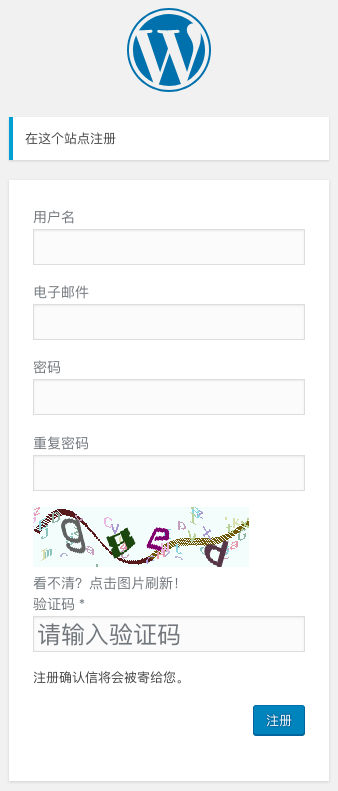 在这个站点注册
用户名
电子邮件
密码
重复密码
看不清？点击图片刷新！
验证码 *
请输入验证码
注册确认信将会被寄给您。
注册